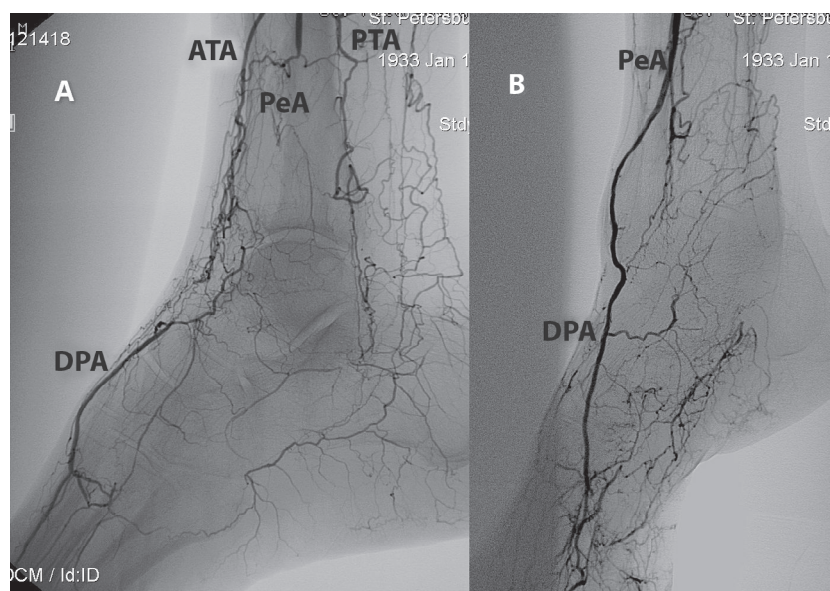 M
121418
St. Petersbu
1933 Jan 1
Std
A
ATA
PTA
PeA
DPA
DCM / Id:ID
St. Petersbu
1933 Jan 1
Std
B
PeA
DPA